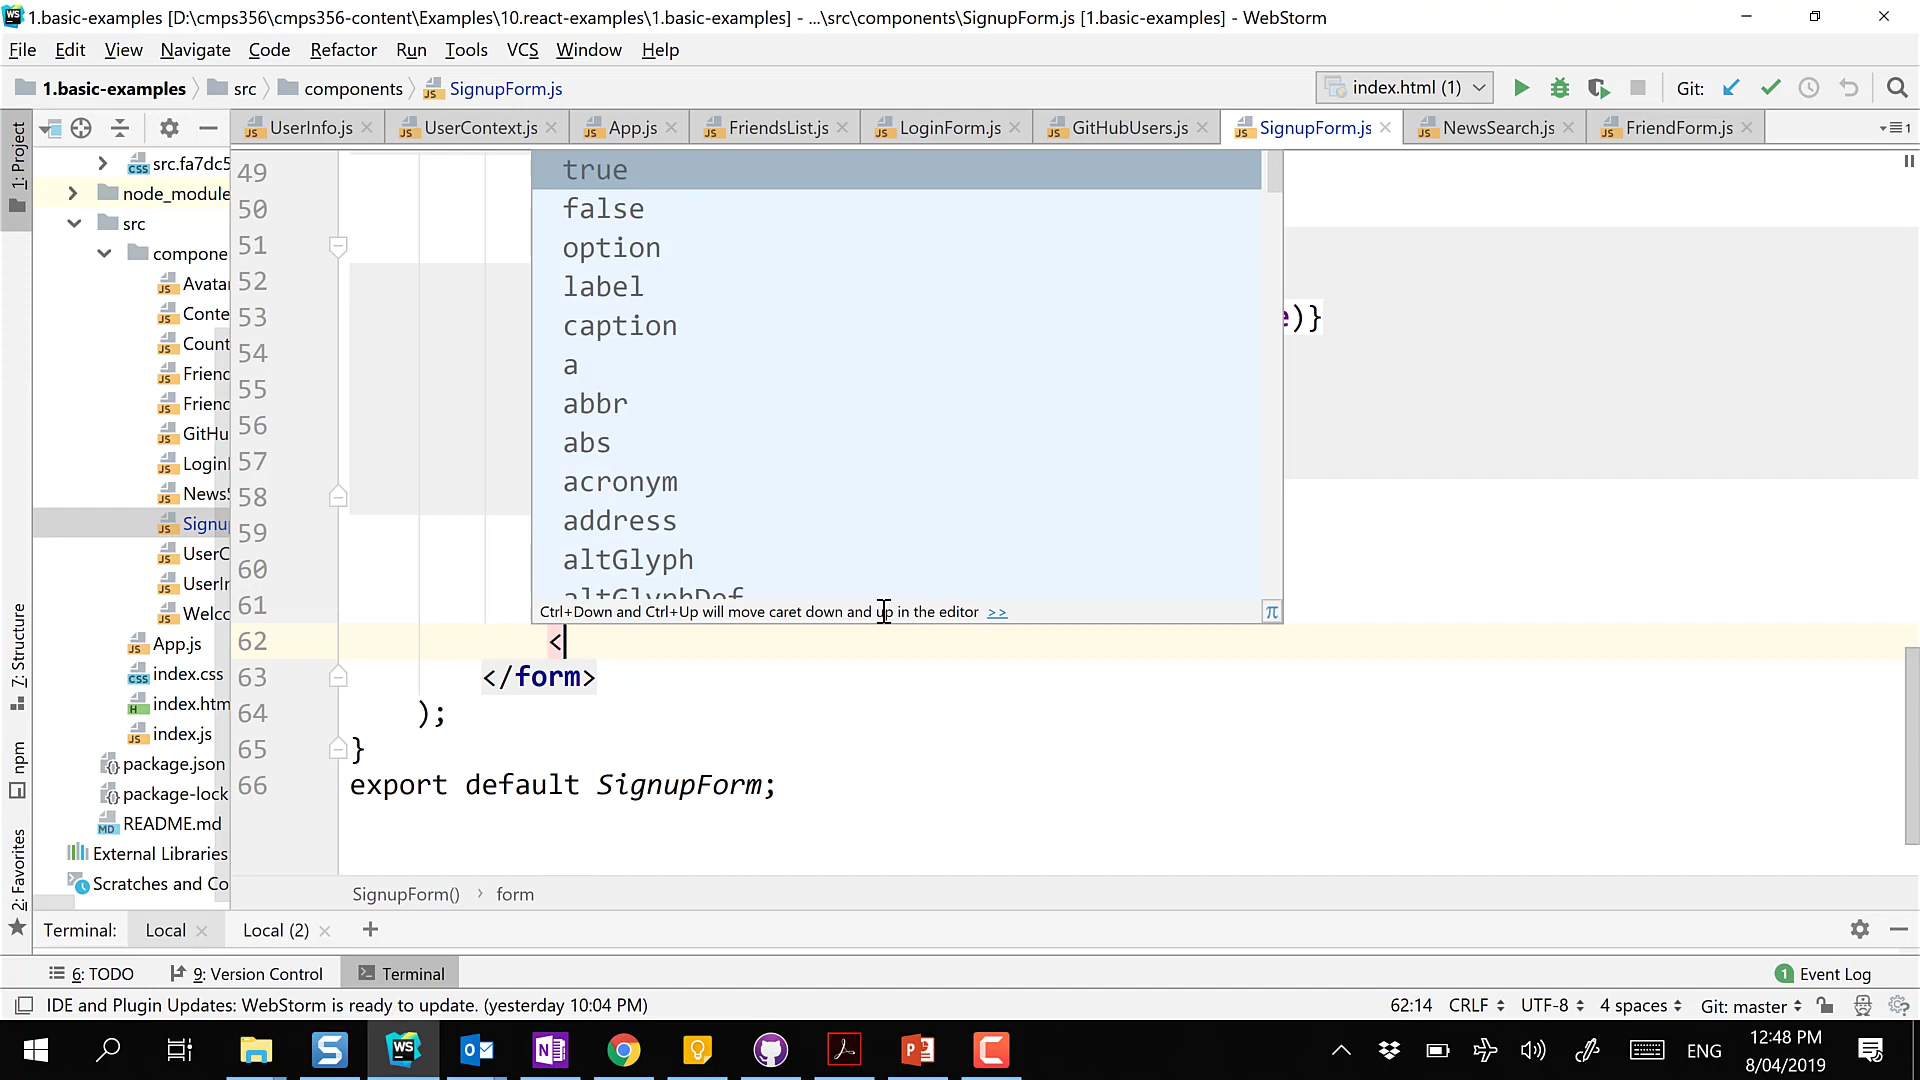 1.basic-examples [D:\cmps356\cmps356-content\Examples\10.react-examples\1.basic-examples] - ...\src\components\SignupForm.js [1.basic-examples] - WebStorm
File Edit View Navigate Code Refactor Run Tools VCS Window Help
1.basic-examples src components SignupForm.js index.html (1) Git:
UserInfo.js UserContext.js App.js FriendsList.js LoginForm.js GitHubUsers.js SignupForm.js NewsSearch.js FriendForm.js
1: Project
7: Structure
npm
2: Favorites
src.fa7dc5
node_module
src
compone
Avatar
Conte
Count
Friend
Friend
GitHu
Login
NewsS
Signu
UserC
UserIn
Welco
App.js
index.css
index.htm
index.js
package.json
package-lock
README.md
External Libraries
Scratches and Co
49
50
51
52
53 e)}
54
55
56
57
58
59
60
61
62 <
63 </form>
64 );
65 }
66 export default SignupForm;
true
false
option
label
caption
a
abbr
abs
acronym
address
altGlyph
altGlyphDef
Ctrl+Down and Ctrl+Up will move caret down and up in the editor >> π
SignupForm() › form
Terminal: Local Local (2) +
6: TODO 9: Version Control Terminal 1 Event Log
IDE and Plugin Updates: WebStorm is ready to update. (yesterday 10:04 PM) 62:14 CRLF UTF-8 4 spaces Git: master
ENG 12:48 PM
8/04/2019